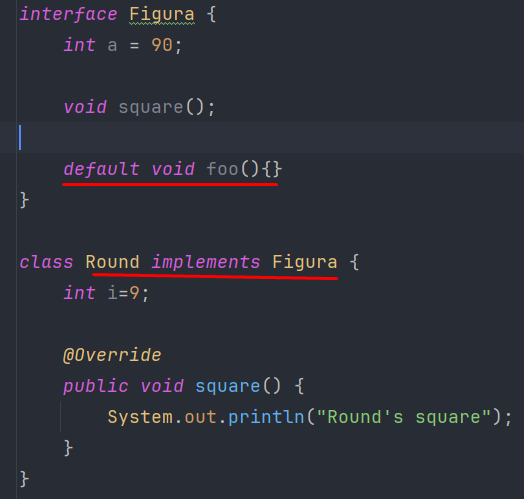 interface Figura {
    int a = 90;
    void square();
    default void foo(){}
}
class Round implements Figura {
    int i=9;
    @Override
    public void square() {
        System.out.println("Round's square");
    }
}